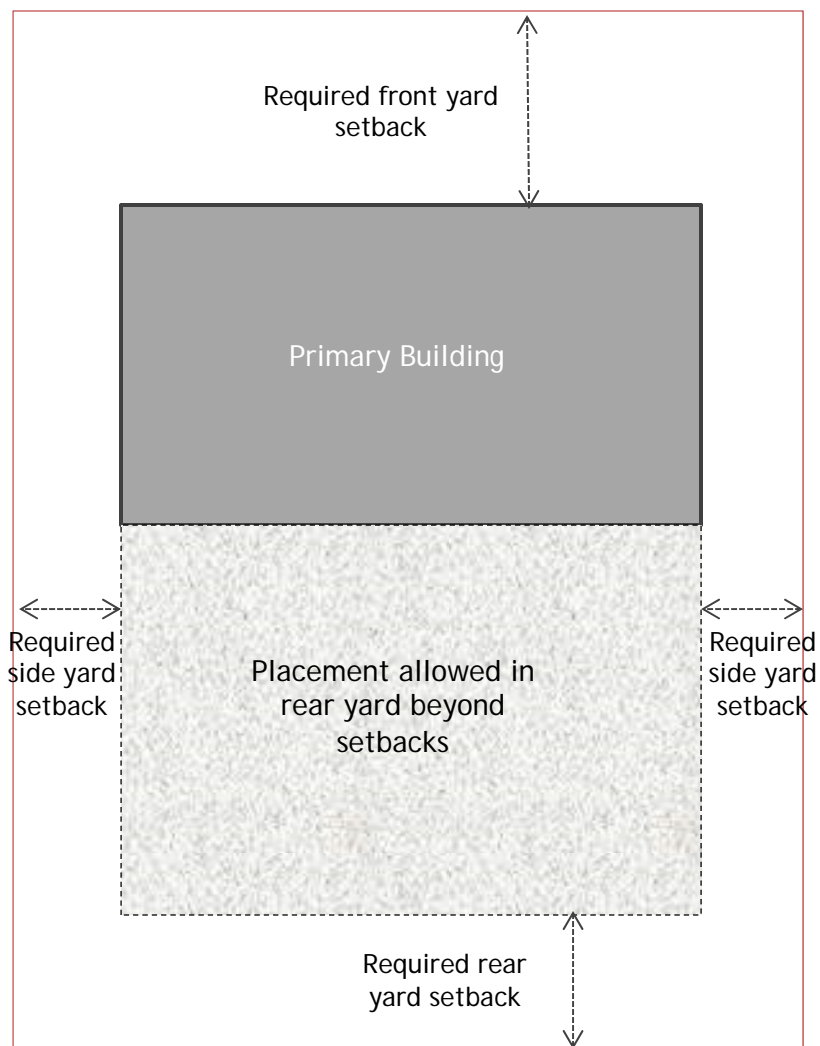 Required front yard
setback
Primary Building
Required
side yard
setback
Placement allowed in
rear yard beyond
setbacks
Required
side yard
setback
Required rear
yard setback